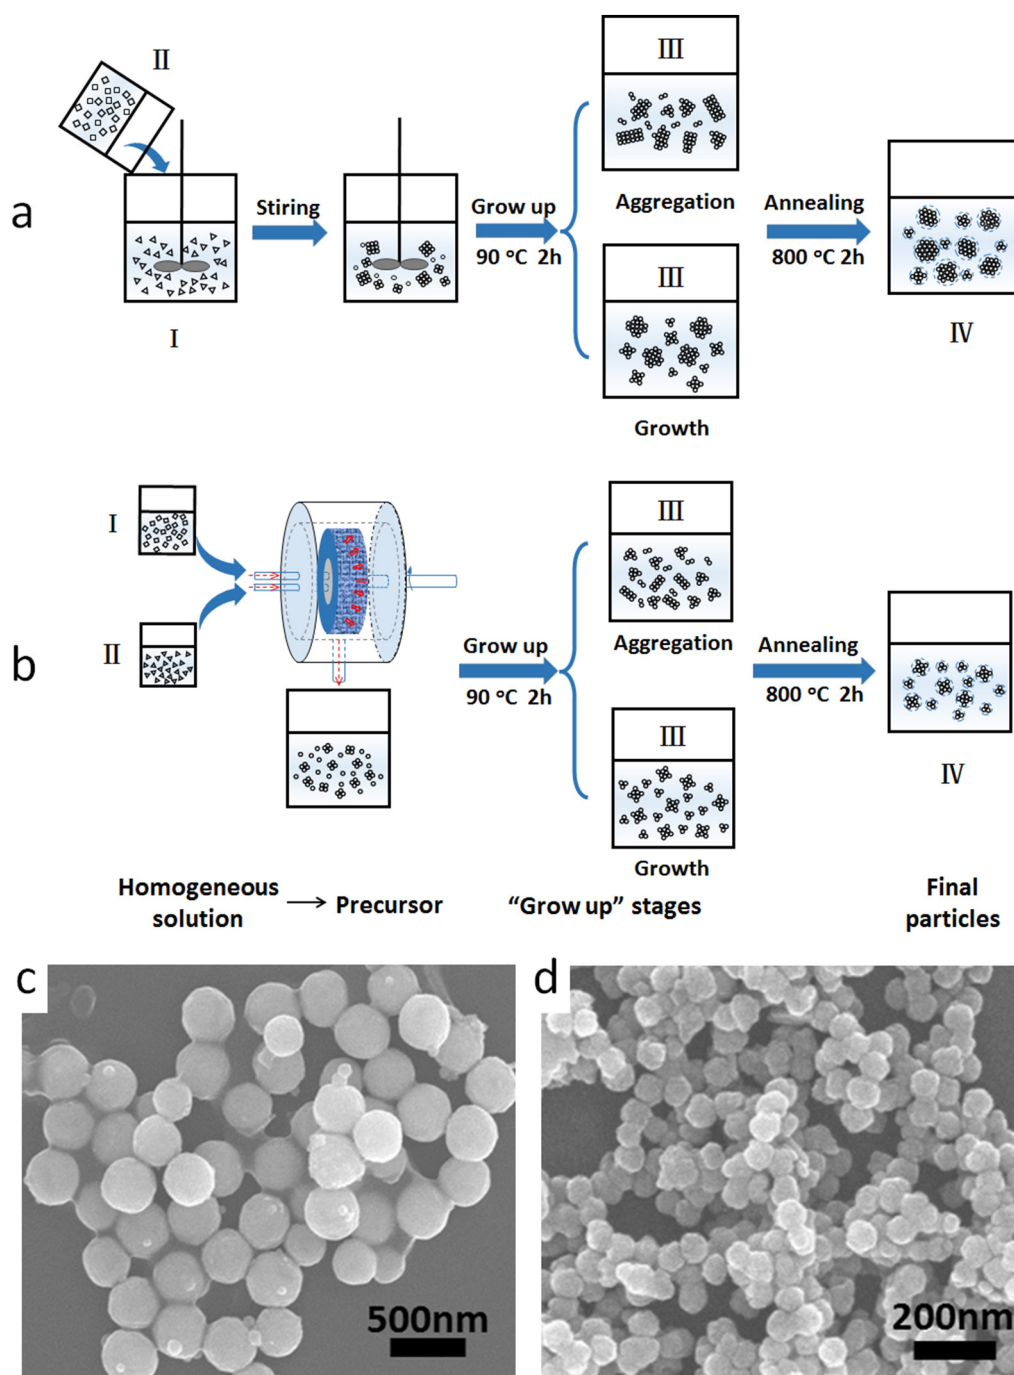 a
II
I
Stiring
Grow up
90 °C 2h
III
Aggregation
III
Growth
Annealing
800 °C 2h
IV
b
I
II
Grow up
90 °C 2h
III
Aggregation
III
Growth
Annealing
800 °C 2h
IV
Homogeneous
solution
Precursor
“Grow up” stages
Final
particles
c
500nm
d
200nm